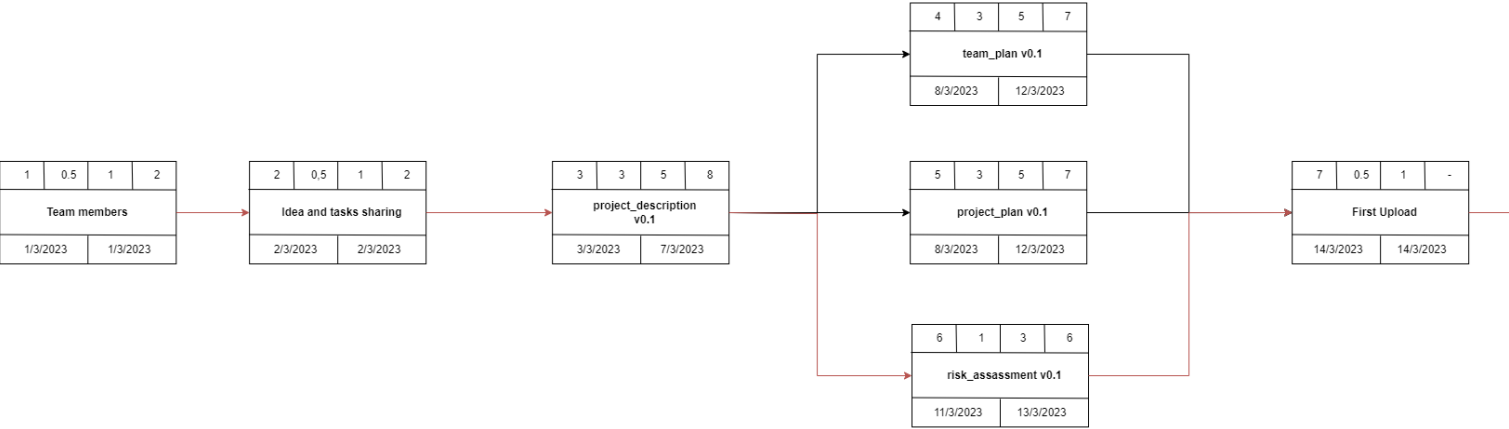 4 3 5 7
team_plan v0.1
8/3/2023 12/3/2023
1 0.5 1 2
Team members
1/3/2023 1/3/2023
2 0,5 1 2
Idea and tasks sharing
2/3/2023 2/3/2023
3 3 5 8
project_description
v0.1
3/3/2023 7/3/2023
5 3 5 7
project_plan v0.1
8/3/2023 12/3/2023
7 0.5 1 -
First Upload
14/3/2023 14/3/2023
6 1 3 6
risk_assassment v0.1
11/3/2023 13/3/2023